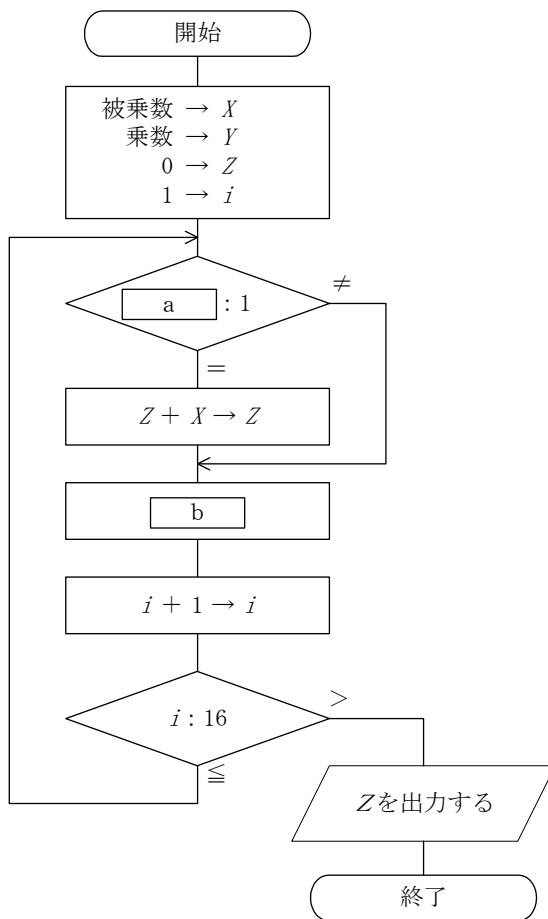 開始
被乗数 → X
乗数 → Y
0 → Z
1 → i
a : 1
≠
=
Z + X → Z
b
i + 1 → i
i : 16
>
≦
Zを出力する
終了